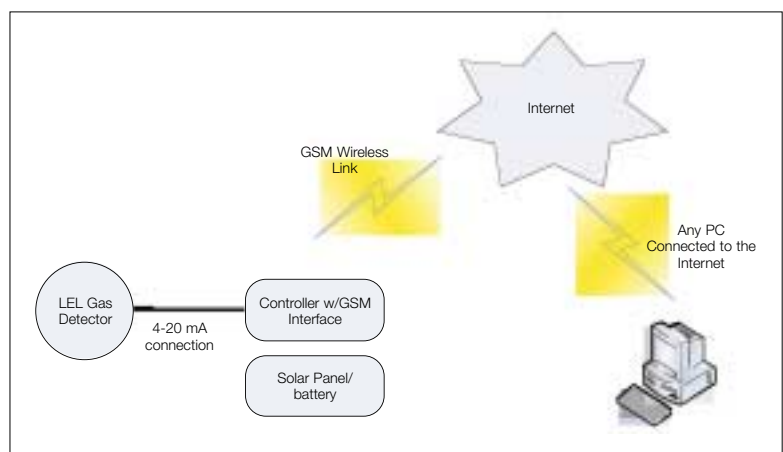 Internet
GSM Wireless
Link
Any PC
Connected to the
Internet
LEL Gas
Detector
4-20 mA
connection
Controller w/GSM
Interface
Solar Panel/
battery